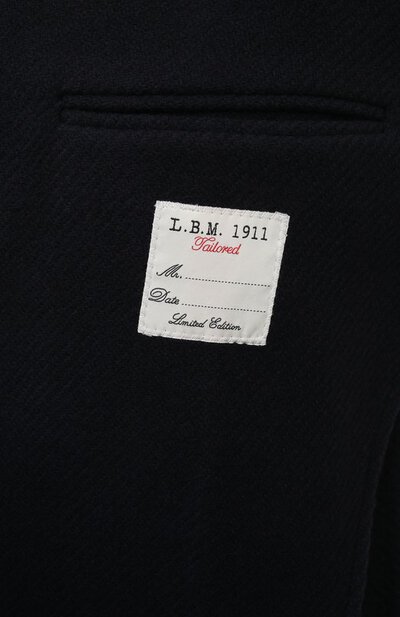 L.B.M. 1911
Tailored
Mr.
Date
Limited Edition